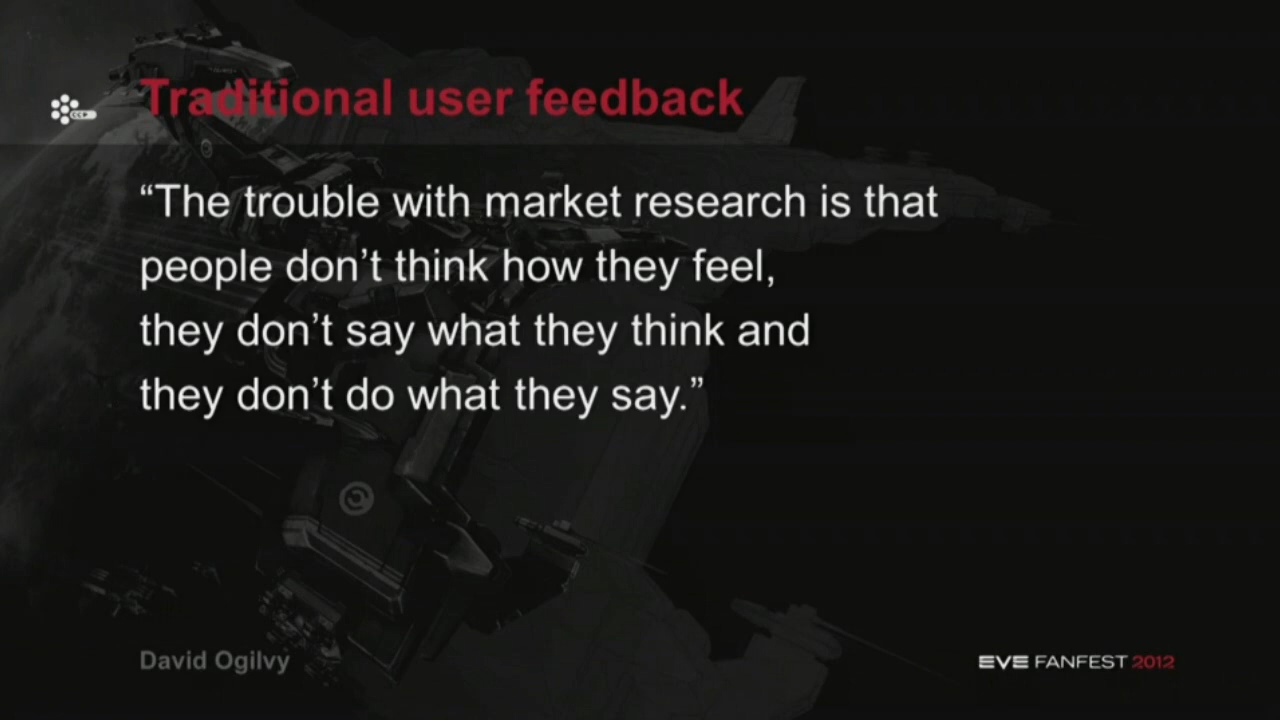 Traditional user feedback
“The trouble with market research is that
people don’t think how they feel,
they don’t say what they think and
they don’t do what they say.”
David Ogilvy
EVE FANFEST 2012
CCP